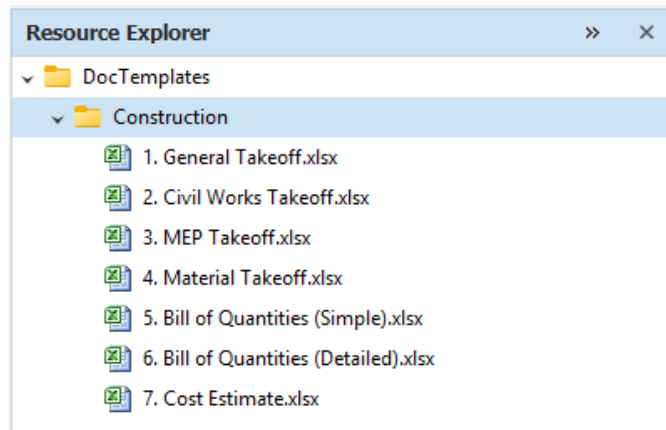 Resource Explorer
DocTemplates
Construction
1. General Takeoff.xlsx
2. Civil Works Takeoff.xlsx
3. MEP Takeoff.xlsx
4. Material Takeoff.xlsx
5. Bill of Quantities (Simple).xlsx
6. Bill of Quantities (Detailed).xlsx
7. Cost Estimate.xlsx